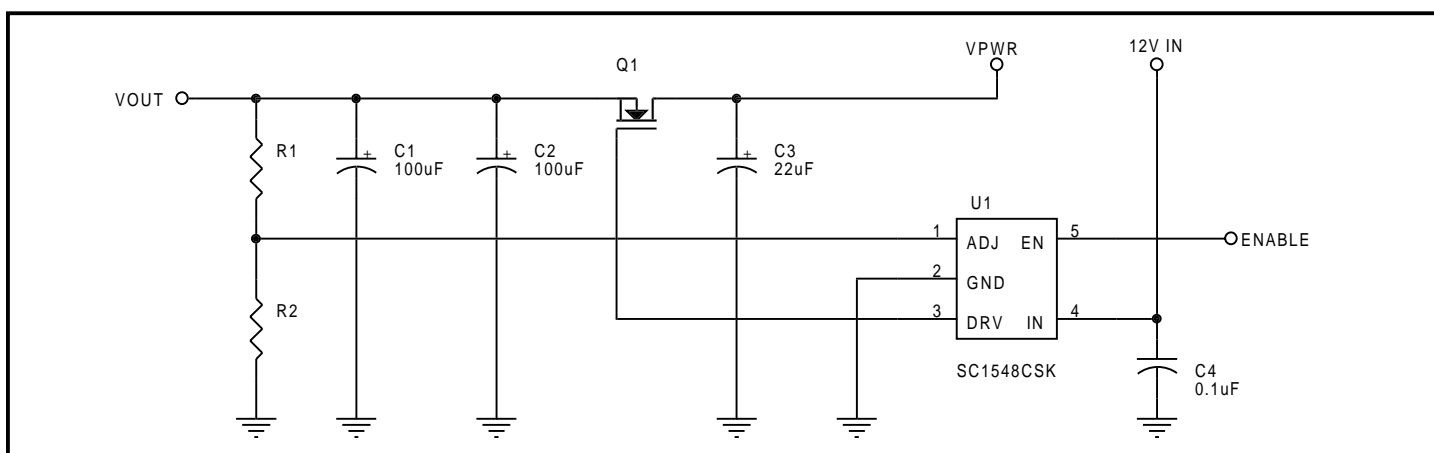 VPWR
12V IN
Q1
VOUT
R1
C1
100uF
C2
100uF
C3
22uF
U1
1
ADJ
EN
5
ENABLE
2
GND
R2
3
DRV
IN
4
SC1548CSK
C4
0.1uF
+
+
+